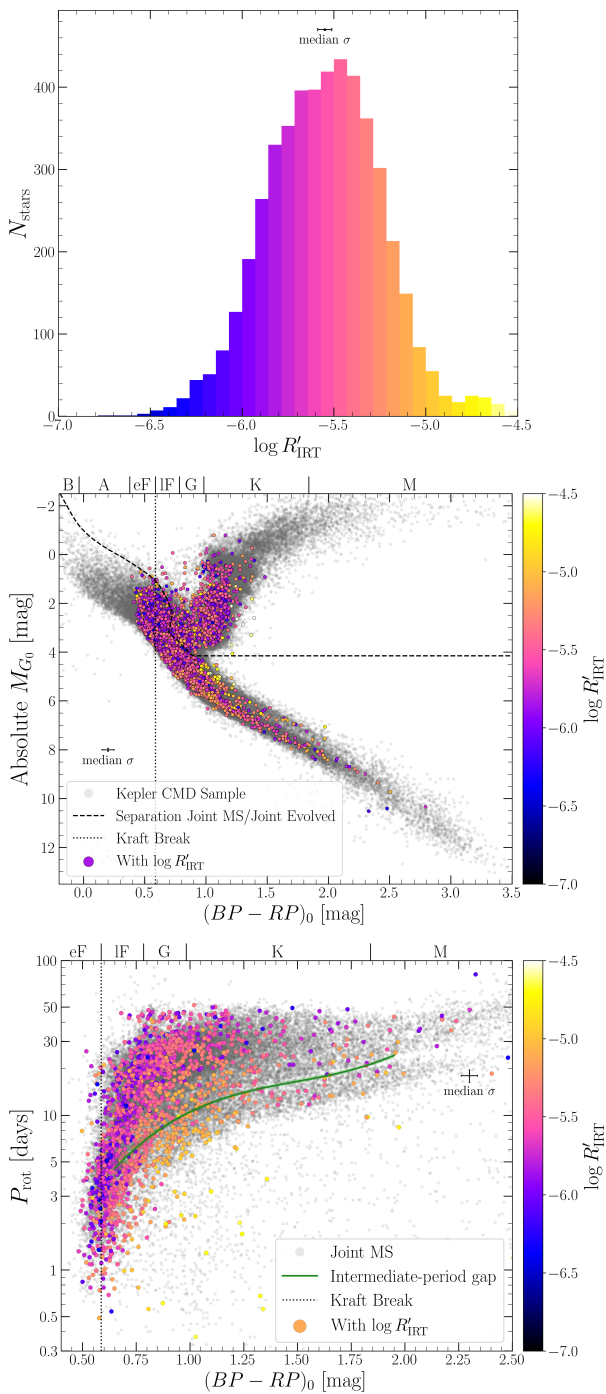 median σ
400
300
200
100
0
N_stars
−7.0 −6.5 −6.0 −5.5 −5.0 −4.5
log R′_IRT
B | A | eF | lF | G | K | M
−2
0
2
4
6
8
10
12
Absolute M_{G_0} [mag]
median σ
Kepler CMD Sample
Separation Joint MS/Joint Evolved
Kraft Break
With log R′_IRT
0.0 0.5 1.0 1.5 2.0 2.5 3.0 3.5
(BP − RP)_0 [mag]
−4.5
−5.0
−5.5
−6.0
−6.5
−7.0
log R′_IRT
eF | lF | G | K | M
100
50
30
10
5
3
1
0.5
0.3
P_rot [days]
median σ
Joint MS
Intermediate-period gap
Kraft Break
With log R′_IRT
0.50 0.75 1.00 1.25 1.50 1.75 2.00 2.25 2.50
(BP − RP)_0 [mag]
−4.5
−5.0
−5.5
−6.0
−6.5
−7.0
log R′_IRT